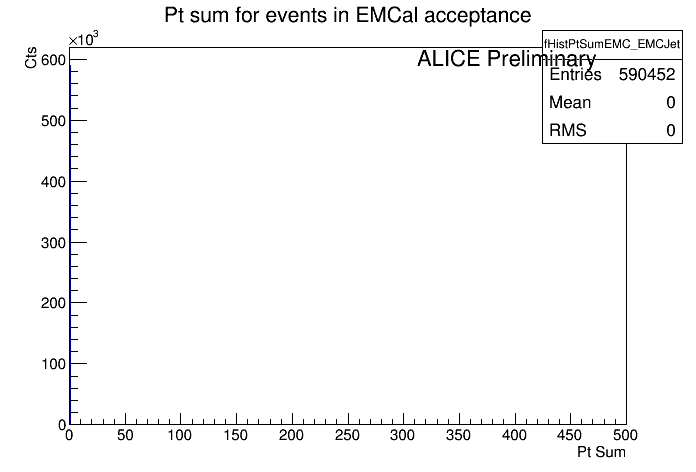 Pt sum for events in EMCal acceptance
×10³
Cts
ALICE Preliminary
fHistPtSumEMC_EMCJet
Entries 590452
Mean 0
RMS 0
600
500
400
300
200
100
0
0 50 100 150 200 250 300 350 400 450 500
Pt Sum